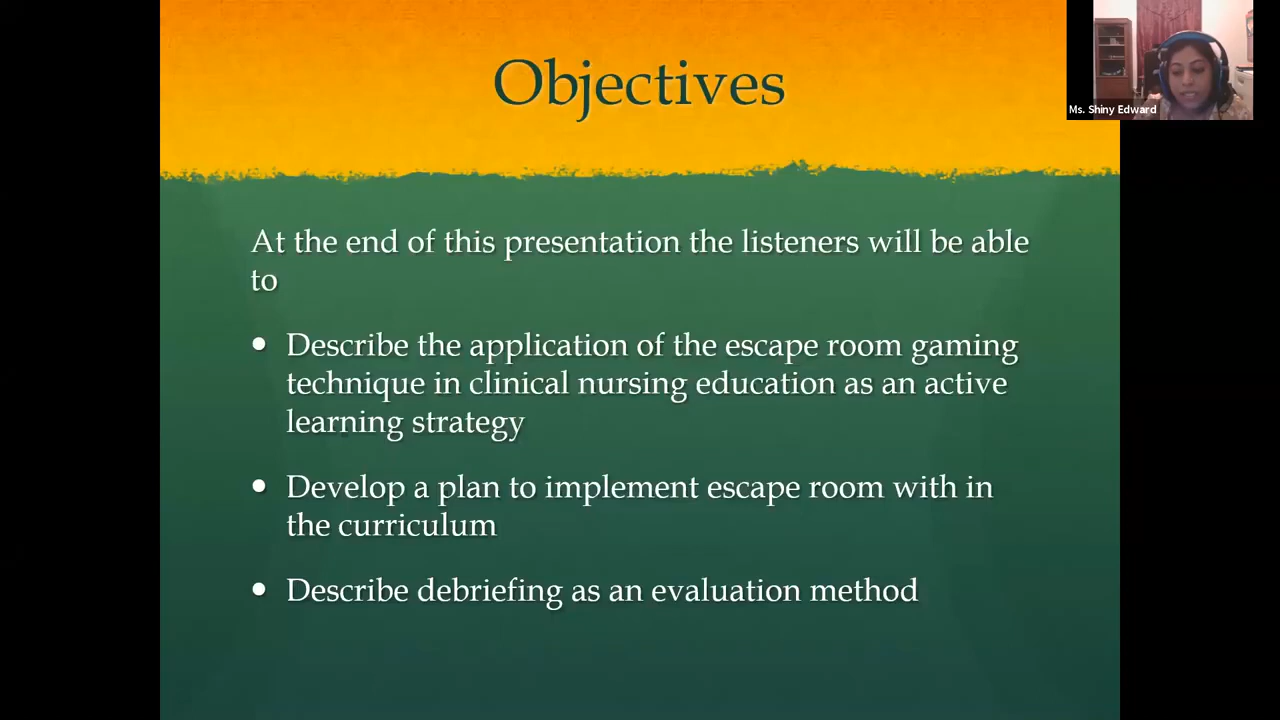 Objectives
Ms. Shiny Edward
At the end of this presentation the listeners will be able
to
• Describe the application of the escape room gaming
technique in clinical nursing education as an active
learning strategy
• Develop a plan to implement escape room with in
the curriculum
• Describe debriefing as an evaluation method